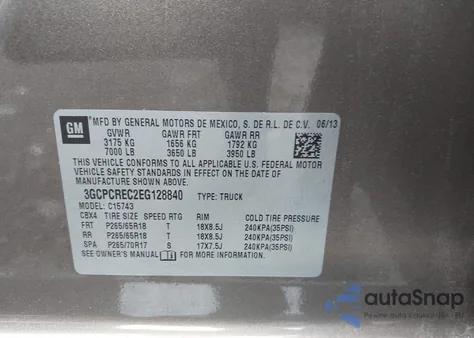 GM
MFD BY GENERAL MOTORS DE MEXICO, S. DE R.L. DE C.V. 06/13
GVWR GAWR FRT GAWR RR
3175 KG 1656 KG 1792 KG
7000 LB 3650 LB 3950 LB
THIS VEHICLE CONFORMS TO ALL APPLICABLE U.S. FEDERAL MOTOR
VEHICLE SAFETY STANDARDS IN EFFECT ON THE DATE OF
MANUFACTURE SHOWN ABOVE.
3GCPCREC2EG128840 TYPE: TRUCK
MODEL: C15743
CBX4 TIRE SIZE SPEED RTG RIM COLD TIRE PRESSURE
FRT P265/65R18 T 18X8.5J 240KPA(35PSI)
RR P265/65R18 T 18X8.5J 240KPA(35PSI)
SPA P265/70R17 S 17X7.5J 240KPA(35PSI)
SEE OWNER'S MANUAL FOR ADDITIONAL INFORMATION
autoSnap